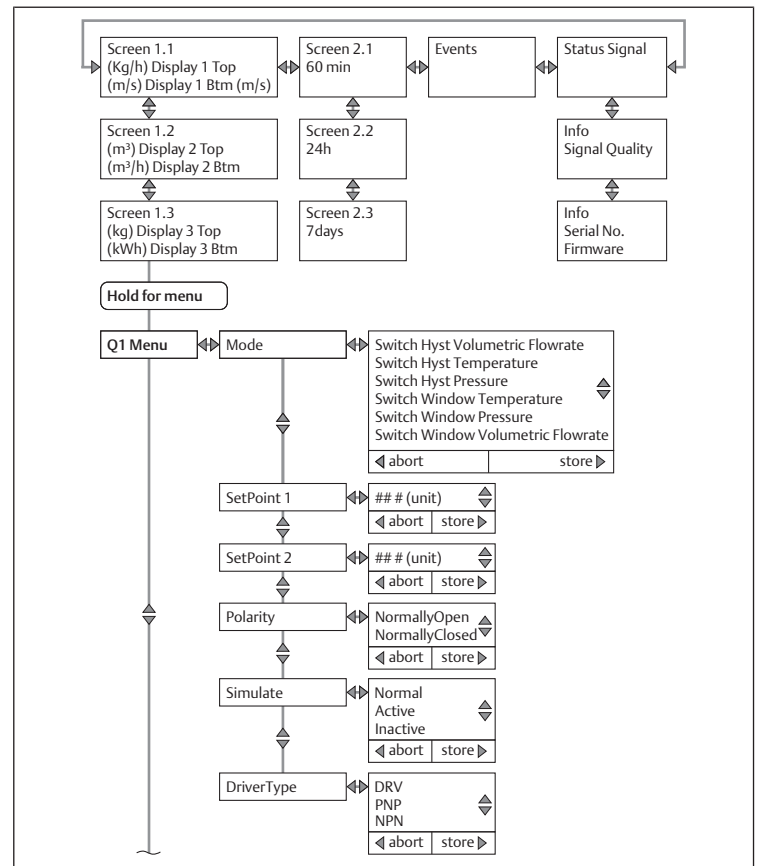 Screen 1.1
(Kg/h) Display 1 Top
(m/s) Display 1 Btm (m/s)
Screen 2.1
60 min
Events
Status Signal
Screen 1.2
(m³) Display 2 Top
(m³/h) Display 2 Btm
Screen 2.2
24h
Info
Signal Quality
Screen 1.3
(kg) Display 3 Top
(kWh) Display 3 Btm
Screen 2.3
7days
Info
Serial No.
Firmware
Hold for menu
Q1 Menu
Mode
Switch Hyst Volumetric Flowrate
Switch Hyst Temperature
Switch Hyst Pressure
Switch Window Temperature
Switch Window Pressure
Switch Window Volumetric Flowrate
abort
store
SetPoint 1
## # (unit)
abort
store
SetPoint 2
## # (unit)
abort
store
Polarity
NormallyOpen
NormallyClosed
abort
store
Simulate
Normal
Active
Inactive
abort
store
DriverType
DRV
PNP
NPN
abort
store